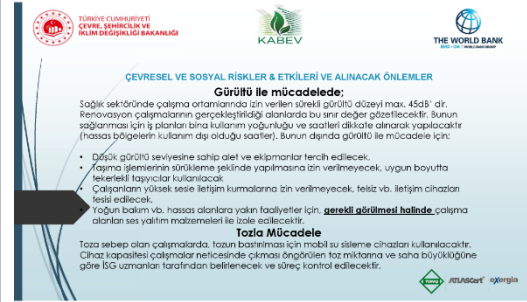 TÜRKİYE CUMHURİYETİ
ÇEVRE, ŞEHİRCİLİK VE
İKLİM DEĞİŞİKLİĞİ BAKANLIĞI
KABEV
THE WORLD BANK
IBRD • IDA | WORLD BANK GROUP
ÇEVRESEL VE SOSYAL RİSKLER & ETKİLERİ VE ALINACAK ÖNLEMLER
Gürültü ile mücadelede;
Sağlık sektöründe çalışma ortamlarında izin verilen sürekli gürültü düzeyi max. 45dB' dir.
Renovasyon çalışmalarının gerçekleştirildiği alanlarda bu sınır değer gözetilecektir. Bunun
sağlanması için iş planları bina kullanım yoğunluğu ve saatleri dikkate alınarak yapılacaktır
(hassas bölgelerin kullanım dışı olduğu saatler). Bunun dışında gürültü ile mücadele için:
• Düşük gürültü seviyesine sahip alet ve ekipmanlar tercih edilecek,
• Taşıma işlemlerinin sürükleme şeklinde yapılmasına izin verilmeyecek, uygun boyutta
tekerlekli taşıyıcılar kullanılacak
• Çalışanların yüksek sesle iletişim kurmalarına izin verilmeyecek, telsiz vb. iletişim cihazları
tesisi edilecek,
• Yoğun bakım vb. hassas alanlara yakın faaliyetler için, gerekli görülmesi halinde çalışma
alanları ses yalıtım malzemeleri ile izole edilecektir.
Tozla Mücadele
Toza sebep olan çalışmalarda, tozun bastırılması için mobil su sisleme cihazları kullanılacaktır.
Cihaz kapasitesi çalışmalar neticesinde çıkması öngörülen toz miktarına ve saha büyüklüğüne
göre İSG uzmanları tarafından belirlenecek ve süreç kontrol edilecektir.
ATLASCert
exergia